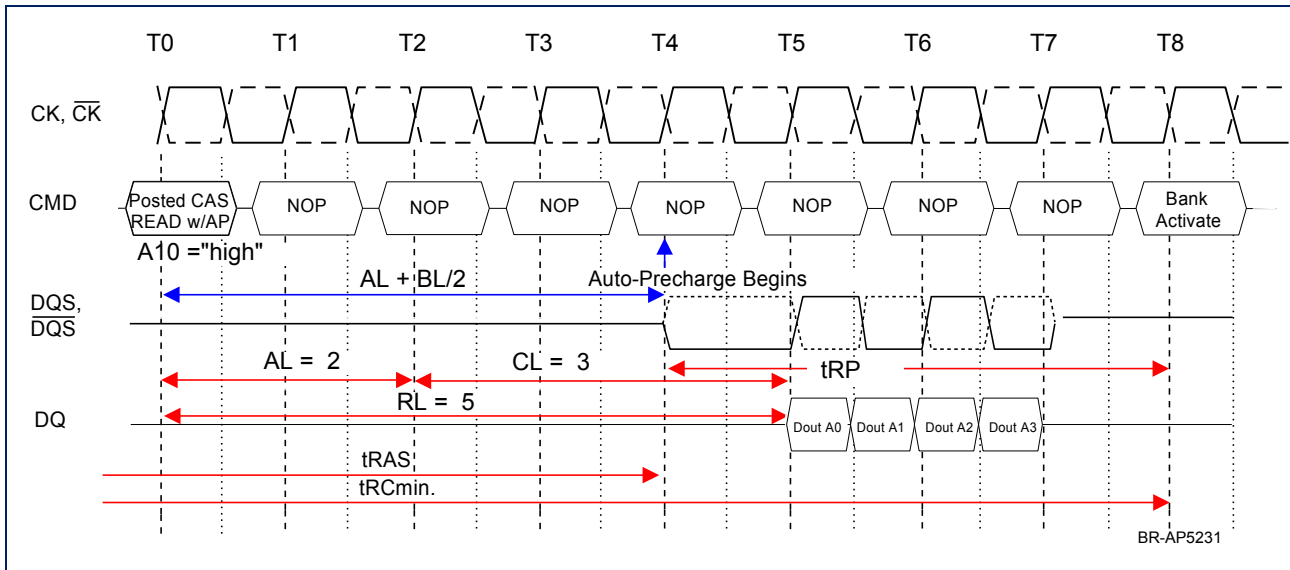 T0 T1 T2 T3 T4 T5 T6 T7 T8
CK, CK
CMD
Posted CAS
READ w/AP
NOP NOP NOP NOP NOP NOP NOP
Bank
Activate
A10 ="high"
AL + BL/2
Auto-Precharge Begins
DQS,
DQS
AL = 2
CL = 3
tRP
RL = 5
DQ
Dout A0 Dout A1 Dout A2 Dout A3
tRAS
tRCmin.
BR-AP5231